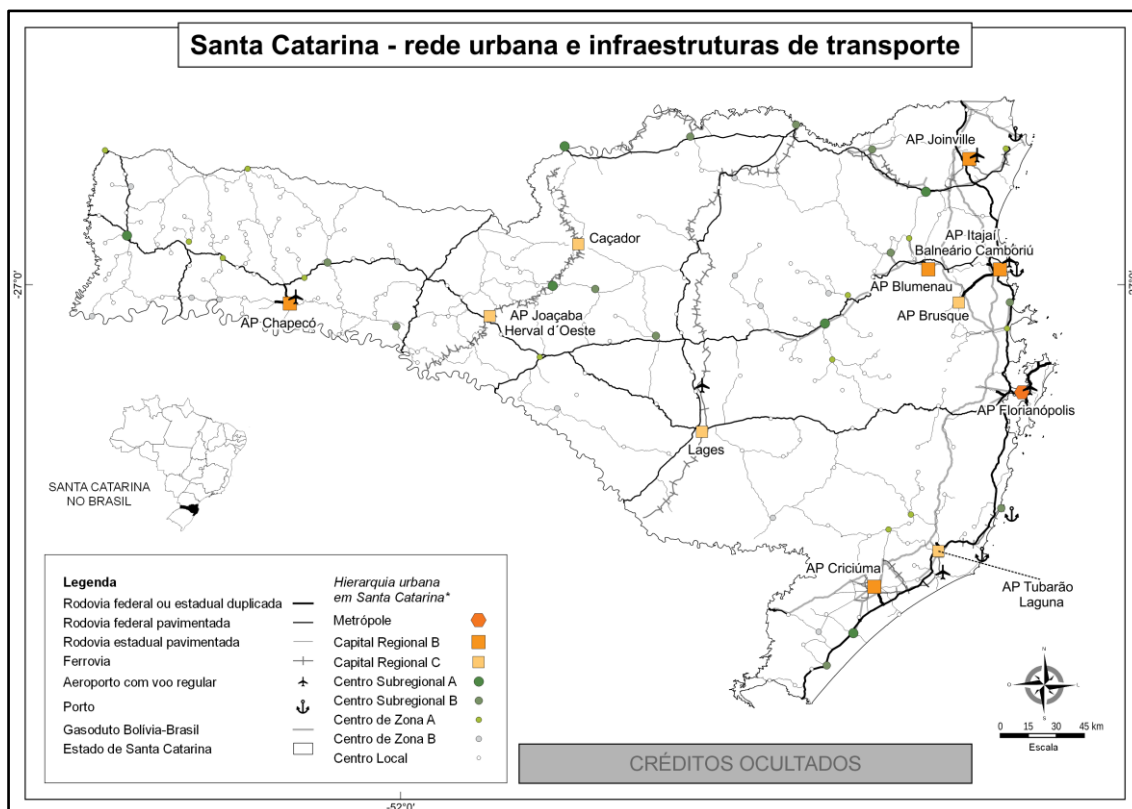 Santa Catarina - rede urbana e infraestruturas de transporte
AP Joinville
AP Itajaí
Balneário Camboriú
Caçador
-27°0'
27°0'
AP Blumenau
AP Joaçaba
Herval d´Oeste
AP Brusque
AP Chapecó
AP Florianópolis
Lages
SANTA CATARINA
NO BRASIL
AP Criciúma
AP Tubarão
Laguna
Legenda
Rodovia federal ou estadual duplicada
Rodovia federal pavimentada
Rodovia estadual pavimentada
Ferrovia
Aeroporto com voo regular
Porto
Gasoduto Bolívia-Brasil
Estado de Santa Catarina
Hierarquia urbana
em Santa Catarina*
Metrópole
Capital Regional B
Capital Regional C
Centro Subregional A
Centro Subregional B
Centro de Zona A
Centro de Zona B
Centro Local
N
O
L
S
0 15 30 45 km
Escala
CRÉDITOS OCULTADOS
-52°0'